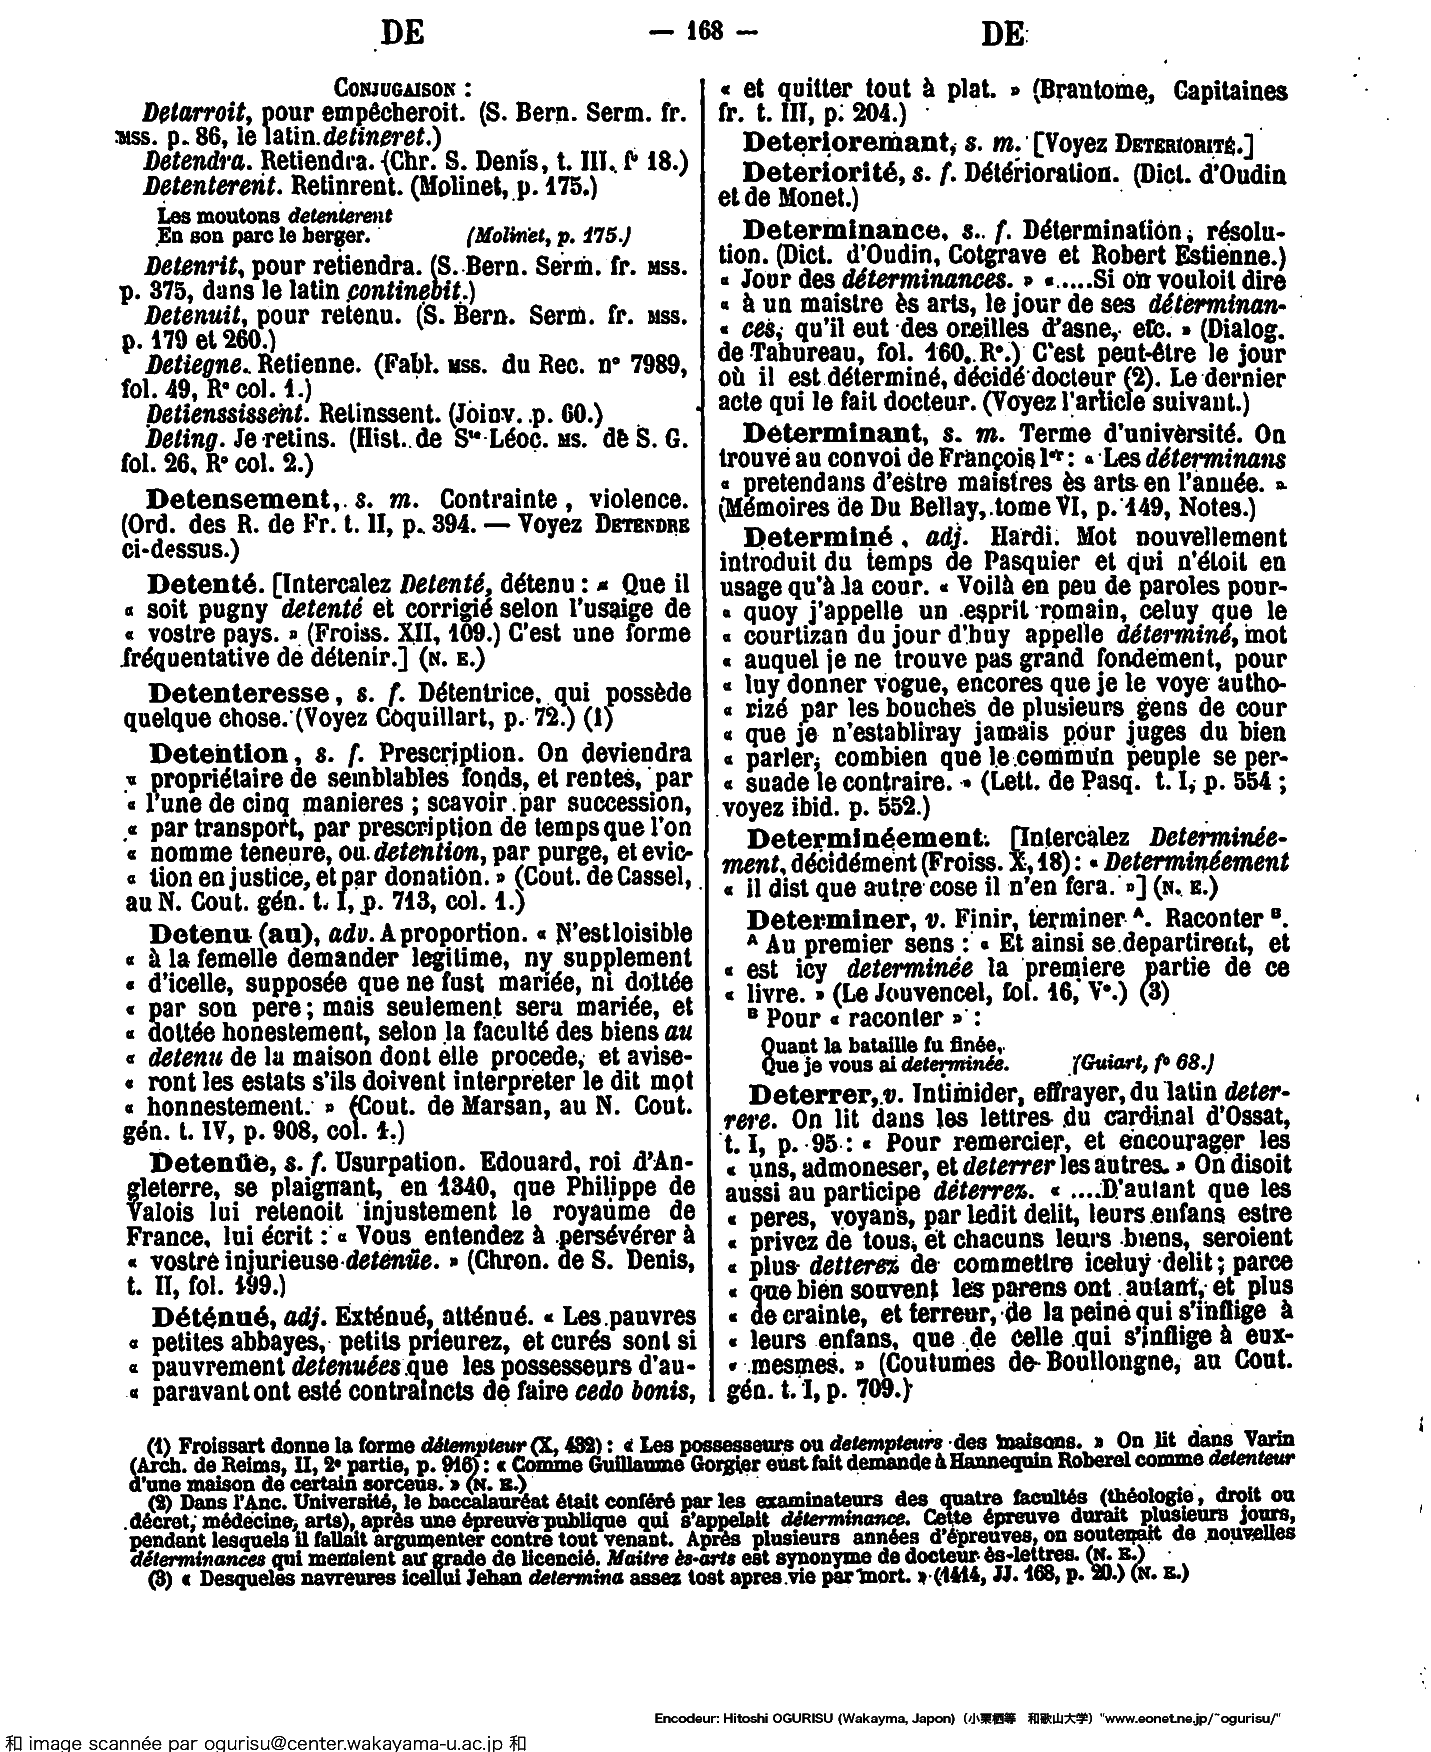 DE — 168 — DE
CONJUGAISON :
Detarroit, pour empêcheroit. (S. Bern. Serm. fr.
mss. p. 86, le latin detineret.)
Detendra. Retiendra. (Chr. S. Denis, t. III, f° 18.)
Detenterent. Retinrent. (Molinet, p. 175.)
Les moutons detenterent
En son parc le berger. (Molinet, p. 175.)
Detenrit, pour retiendra. (S. Bern. Serm. fr. mss.
p. 375, dans le latin continebit.)
Detenuit, pour retenu. (S. Bern. Serm. fr. mss.
p. 179 et 260.)
Detiegne. Retienne. (Fabl. mss. du Rec. n° 7989,
fol. 49, R° col. 1.)
Detienssissent. Retinssent. (Joinv. p. 60.)
Deting. Je retins. (Hist. de Ste Léoc. ms. de S. G.
fol. 26, R° col. 2.)
Detensement, s. m. Contrainte, violence.
(Ord. des R. de Fr. t. II, p. 394. — Voyez DETENDRE
ci-dessus.)
Detenté. [Intercalez Detenté, détenu : « Que il
« soit pugny detenté et corrigié selon l'usaige de
« vostre pays. » (Froiss. XII, 109.) C'est une forme
fréquentative de détenir.] (N. E.)
Detenteresse, s. f. Détentrice, qui possède
quelque chose. (Voyez Coquillart, p. 72.) (1)
Detention, s. f. Prescription. On deviendra
« propriétaire de semblables fonds, et rentes, par
« l'une de cinq manieres ; scavoir par succession,
« par transport, par prescription de temps que l'on
« nomme teneure, ou detention, par purge, et evic-
« tion en justice, et par donation. » (Cout. de Cassel,
au N. Cout. gén. t. I, p. 713, col. 1.)
Detenu (au), adv. A proportion. « N'est loisible
« à la femelle demander legitime, ny supplement
« d'icelle, supposée que ne fust mariée, ni dottée
« par son pere ; mais seulement sera mariée, et
« dottée honestement, selon la faculté des biens au
« detenu de la maison dont elle procede, et avise-
« ront les estats s'ils doivent interpreter le dit mot
« honnestement. » (Cout. de Marsan, au N. Cout.
gén. t. IV, p. 908, col. 1.)
Detenüe, s. f. Usurpation. Edouard, roi d'An-
gleterre, se plaignant, en 1340, que Philippe de
Valois lui retenoit injustement le royaume de
France, lui écrit : « Vous entendez à persévérer à
« vostre injurieuse detenüe. » (Chron. de S. Denis,
t. II, fol. 199.)
Déténué, adj. Exténué, atténué. « Les pauvres
« petites abbayes, petits prieurez, et curés sont si
« pauvrement detenuées que les possesseurs d'au-
« paravant ont esté contraincts de faire cedo bonis,
« et quitter tout à plat. » (Brantome, Capitaines
fr. t. III, p. 204.)
Deterioremant, s. m. [Voyez DETERIORITÉ.]
Deteriorité, s. f. Détérioration. (Dict. d'Oudin
et de Monet.)
Determinance, s. f. Détermination, résolu-
tion. (Dict. d'Oudin, Cotgrave et Robert Estienne.)
« Jour des déterminances. » « .....Si on vouloit dire
« à un maistre ès arts, le jour de ses déterminan-
« ces, qu'il eut des oreilles d'asne, etc. » (Dialog.
de Tahureau, fol. 160, R°.) C'est peut-être le jour
où il est déterminé, décidé docteur (2). Le dernier
acte qui le fait docteur. (Voyez l'article suivant.)
Determinant, s. m. Terme d'université. On
trouve au convoi de François Ier : « Les déterminans
« pretendans d'estre maistres ès arts en l'année. »
(Mémoires de Du Bellay, tome VI, p. 149, Notes.)
Determiné, adj. Hardi. Mot nouvellement
introduit du temps de Pasquier et qui n'étoit en
usage qu'à la cour. « Voilà en peu de paroles pour-
« quoy j'appelle un esprit romain, celuy que le
« courtizan du jour d'huy appelle déterminé, mot
« auquel je ne trouve pas grand fondement, pour
« luy donner vogue, encores que je le voye autho-
« rizé par les bouches de plusieurs gens de cour
« que je n'establiray jamais pour juges du bien
« parler, combien que le commun peuple se per-
« suade le contraire. » (Lett. de Pasq. t. I, p. 554 ;
voyez ibid. p. 552.)
Determinéement. [Intercalez Determinée-
ment, décidément (Froiss. X, 18) : « Determinéement
« il dist que autre cose il n'en fera. »] (N. E.)
Determiner, v. Finir, terminer A. Raconter B.
A Au premier sens : « Et ainsi se departirent, et
« est icy determinée la premiere partie de ce
« livre. » (Le Jouvencel, fol. 16, V°.) (3)
B Pour « raconter » :
Quant la bataille fu finée,
Que je vous ai determinée. (Guiart, f° 68.)
Deterrer, v. Intimider, effrayer, du latin deter-
rere. On lit dans les lettres du cardinal d'Ossat,
t. I, p. 95 : « Pour remercier, et encourager les
« uns, admoneser, et deterrer les autres. » On disoit
aussi au participe déterrez. « ....D'autant que les
« peres, voyans, par ledit delit, leurs enfans estre
« privez de tous, et chacuns leurs biens, seroient
« plus detterez de commettre iceluy delit ; parce
« que bien souvent les parens ont autant, et plus
« de crainte, et terreur, de la peine qui s'inflige à
« leurs enfans, que de celle qui s'inflige à eux-
« mesmes. » (Coutumes de Boullongne, au Cout.
gén. t. I, p. 709.)
(1) Froissart donne la forme détempteur (X, 432) : « Les possesseurs ou detempteurs des maisons. » On lit dans Varin
(Arch. de Reims, II, 2e partie, p. 916) : « Comme Guillaume Gorgier eust fait demande à Hannequin Roberel comme detenteur
d'une maison de certain sorceus. » (N. E.)
(2) Dans l'Anc. Université, le baccalauréat était conféré par les examinateurs des quatre facultés (théologie, droit ou
décret, médecine, arts), après une épreuve publique qui s'appelait déterminance. Cette épreuve durait plusieurs jours,
pendant lesquels il fallait argumenter contre tout venant. Après plusieurs années d'épreuves, on soutenait de nouvelles
déterminances qui menaient au grade de licencié. Maitre ès-arts est synonyme de docteur ès-lettres. (N. E.)
(3) « Desqueles navreures icellui Jehan determina assez tost apres vie par mort. » (1414, JJ. 168, p. 20.) (N. E.)
Encodeur: Hitoshi OGURISU (Wakayma, Japon) (小栗栖等 和歌山大学) "www.eonet.ne.jp/~ogurisu/"
和 image scannée par ogurisu@center.wakayama-u.ac.jp 和